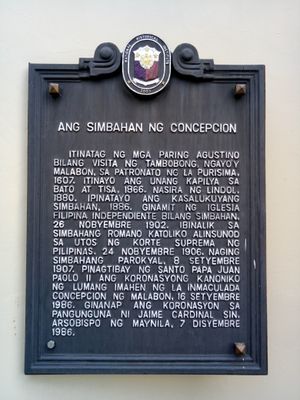 ANG SIMBAHAN NG CONCEPCION
ITINATAG NG MGA PARING AGUSTINO
BILANG VISITA NG TAMBOBONG, NGAYO'Y
MALABON, SA PATRONATO NG LA PURISIMA,
1607. ITINAYO ANG UNANG KAPILYA SA
BATO AT TISA, 1966. NASIRA NG LINDOL,
1880. IPINATAYO ANG KASALUKUYANG
SIMBAHAN, 1886. GINAMIT NG IGLESIA
FILIPINA INDEPENDIENTE BILANG SIMBAHAN,
26 NOBYEMBRE 1902. IBINALIK SA
SIMBAHANG ROMANO KATOLIKO ALINSUNOD
SA UTOS NG KORTE SUPREMA NG
PILIPINAS, 24 NOBYEMBRE 1906. NAGING
SIMBAHANG PAROKYAL, 8 SETYEMBRE
1907. PINAGTIBAY NG SANTO PAPA JUAN
PAOLO II ANG KORONASYONG KANONIKO
NG LUMANG IMAHEN NG LA INMACULADA
CONCEPCION NG MALABON, 16 SETYEMBRE
1986. GINANAP ANG KORONASYON SA
PANGUNGUNA NI JAIME CARDINAL SIN,
ARSOBISPO NG MAYNILA, 7 DISYEMBRE
1986.